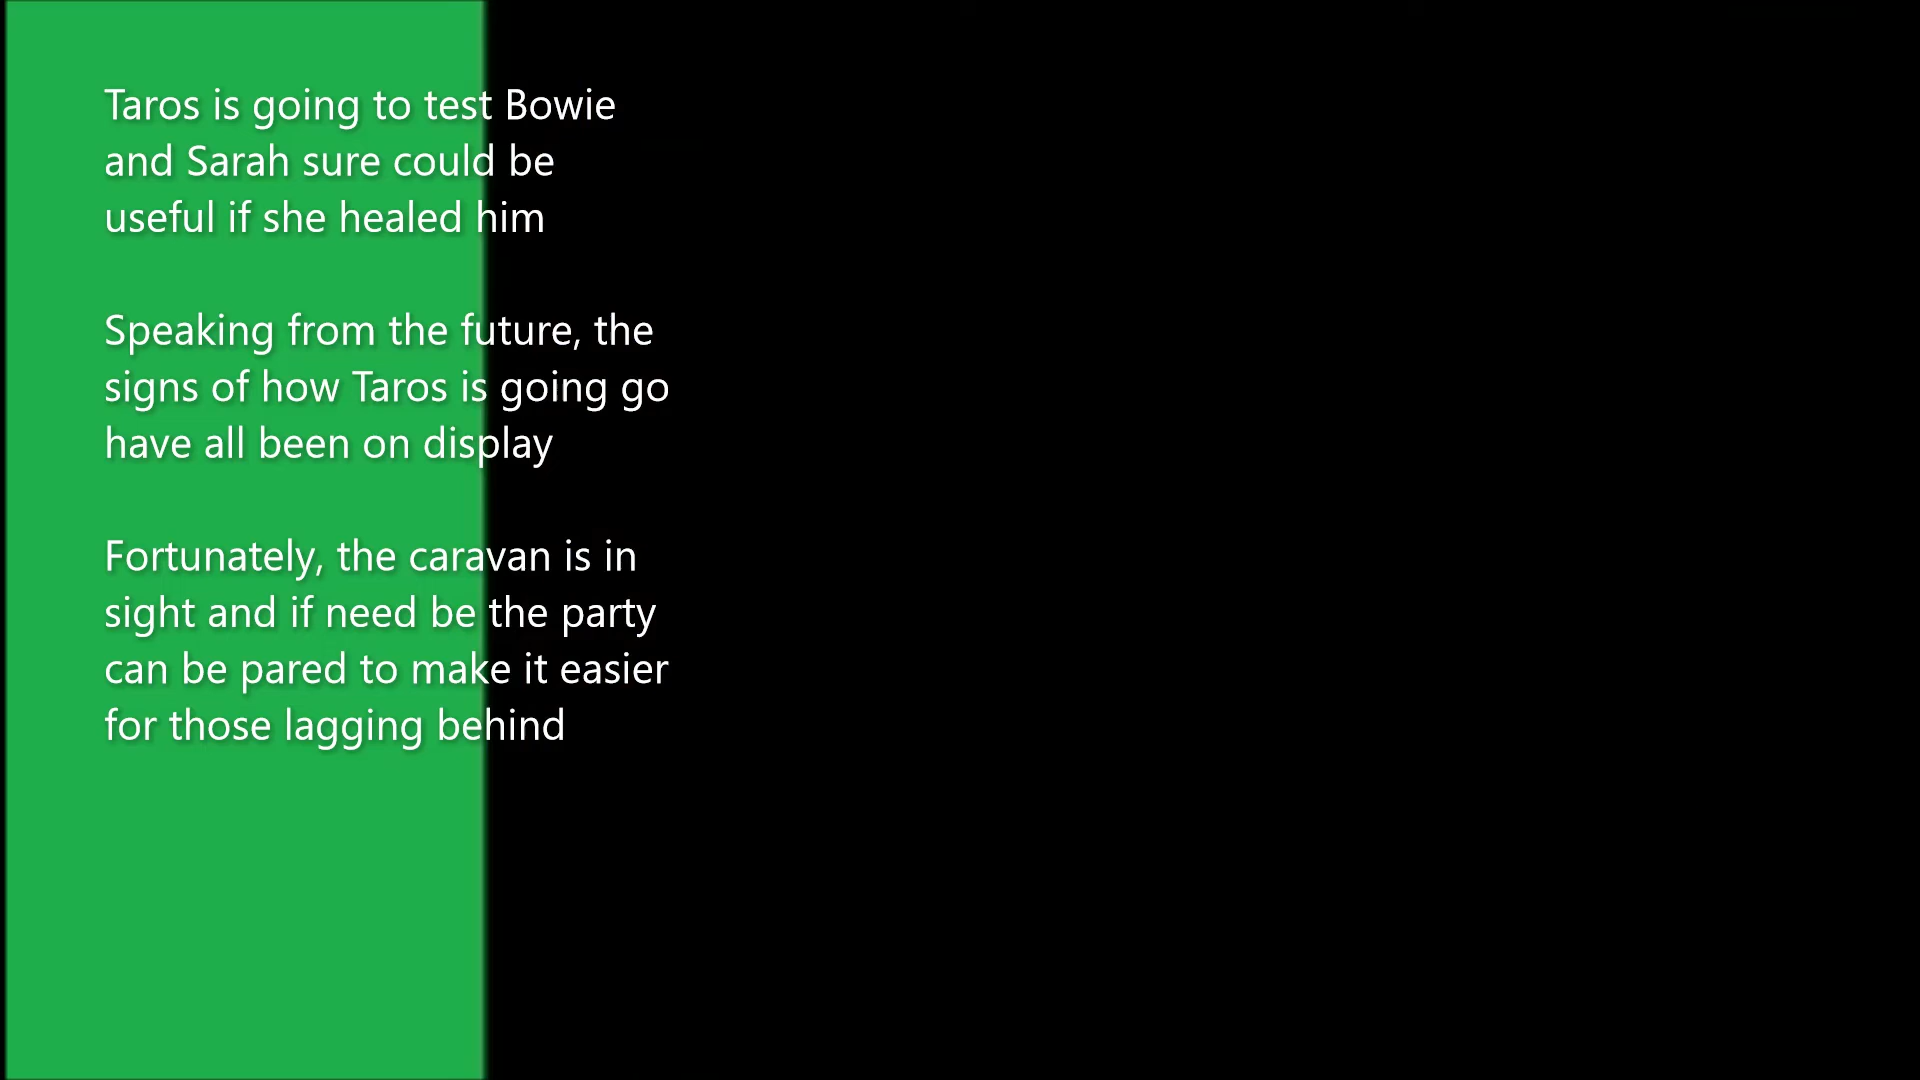 Taros is going to test Bowie
and Sarah sure could be
useful if she healed him
Speaking from the future, the
signs of how Taros is going go
have all been on display
Fortunately, the caravan is in
sight and if need be the party
can be pared to make it easier
for those lagging behind